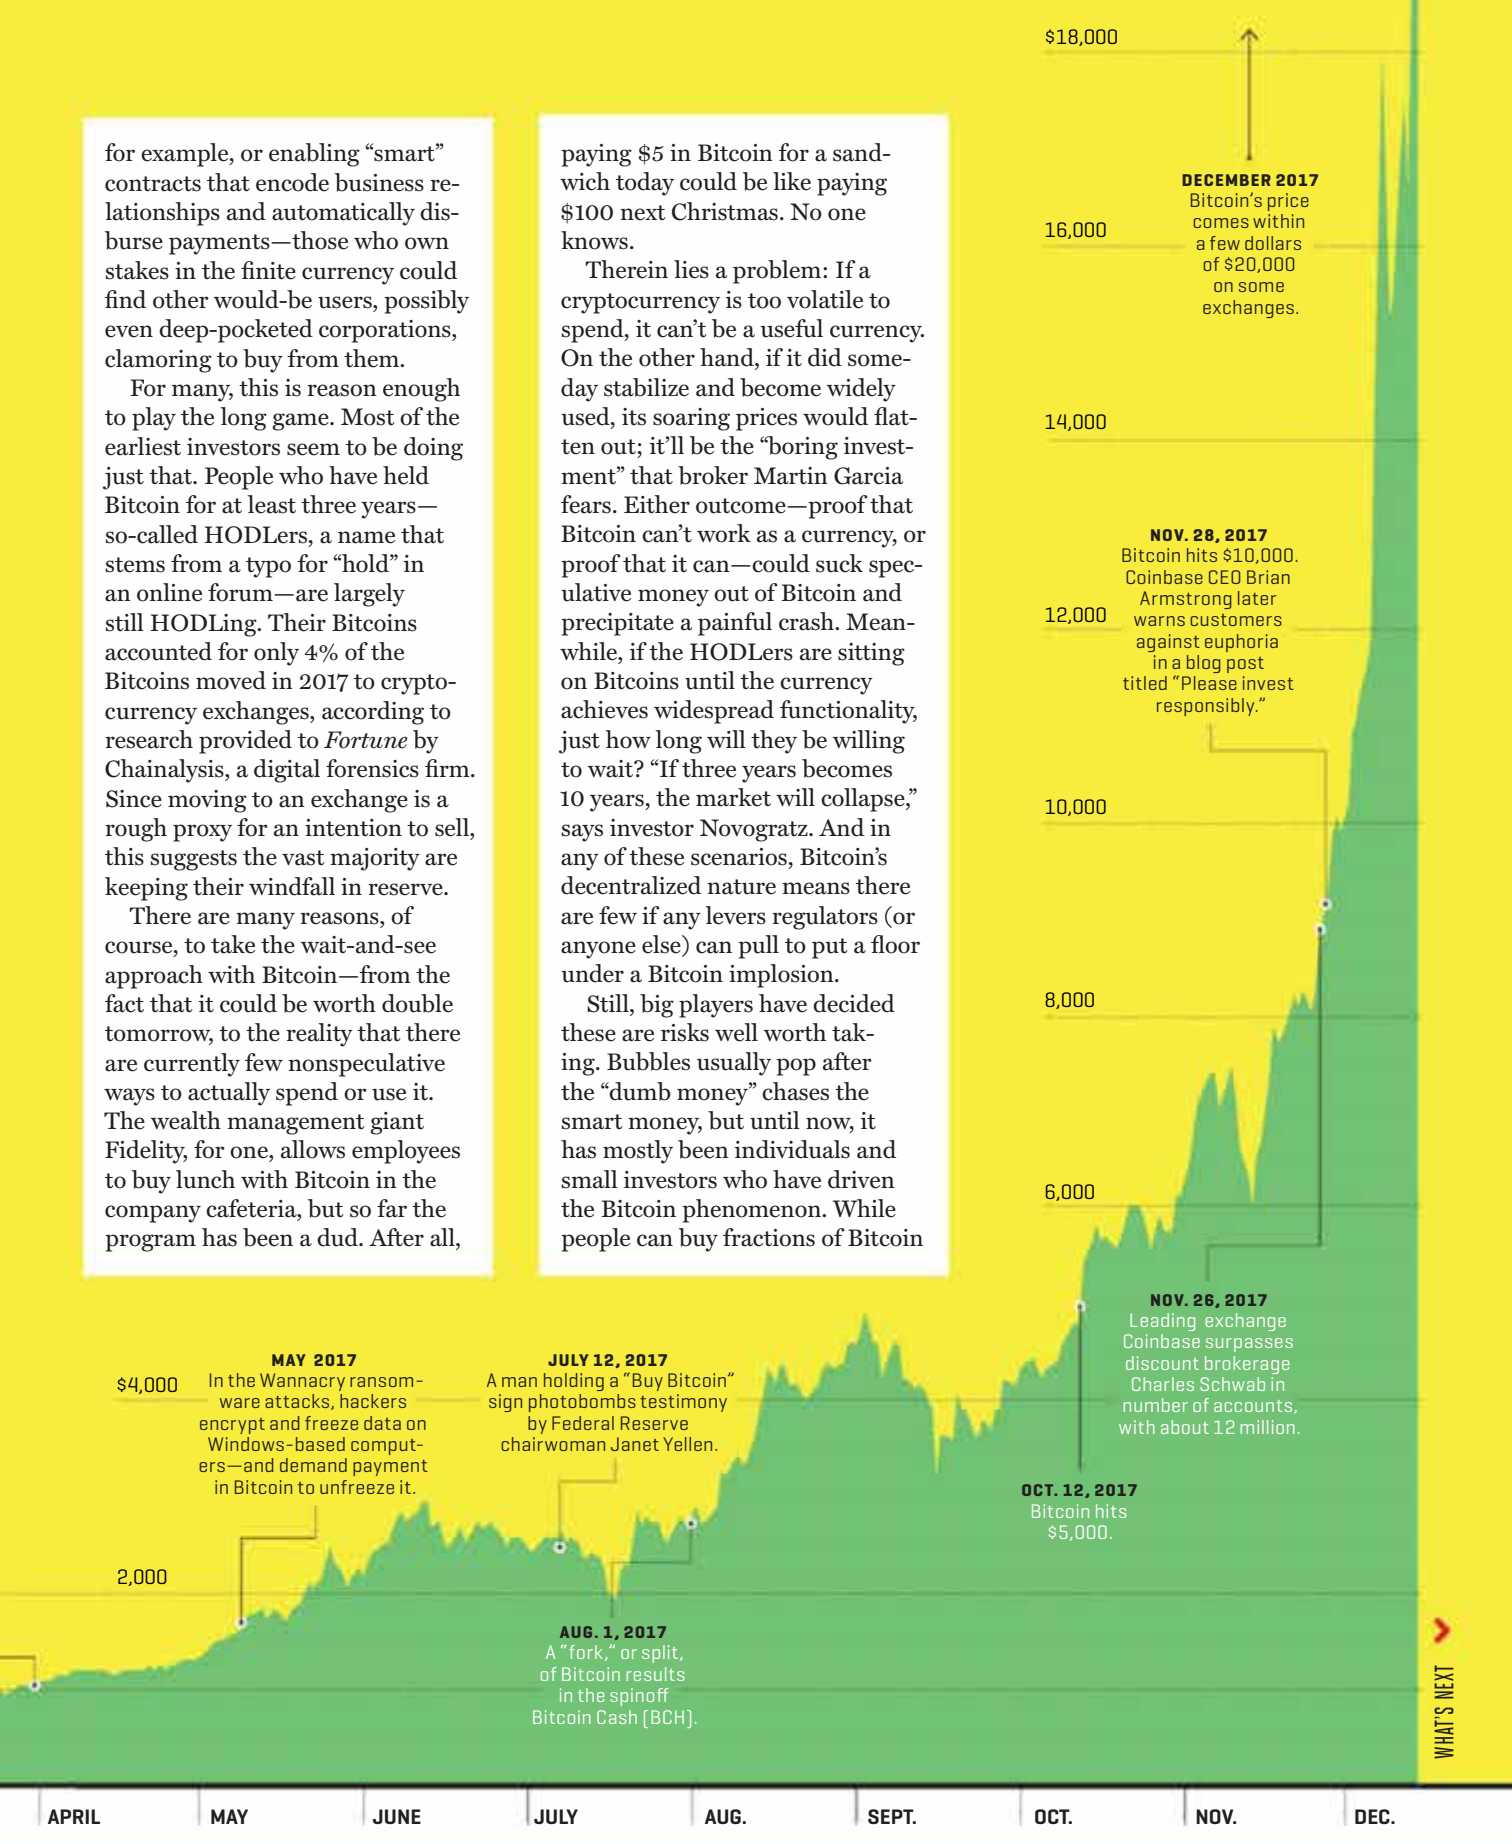 for example, or enabling “smart”
contracts that encode business re-
lationships and automatically dis-
burse payments—those who own
stakes in the finite currency could
find other would-be users, possibly
even deep-pocketed corporations,
clamoring to buy from them.
For many, this is reason enough
to play the long game. Most of the
earliest investors seem to be doing
just that. People who have held
Bitcoin for at least three years—
so-called HODLers, a name that
stems from a typo for “hold” in
an online forum—are largely
still HODLing. Their Bitcoins
accounted for only 4% of the
Bitcoins moved in 2017 to crypto-
currency exchanges, according to
research provided to Fortune by
Chainalysis, a digital forensics firm.
Since moving to an exchange is a
rough proxy for an intention to sell,
this suggests the vast majority are
keeping their windfall in reserve.
There are many reasons, of
course, to take the wait-and-see
approach with Bitcoin—from the
fact that it could be worth double
tomorrow, to the reality that there
are currently few nonspeculative
ways to actually spend or use it.
The wealth management giant
Fidelity, for one, allows employees
to buy lunch with Bitcoin in the
company cafeteria, but so far the
program has been a dud. After all,
paying $5 in Bitcoin for a sand-
wich today could be like paying
$100 next Christmas. No one
knows.
Therein lies a problem: If a
cryptocurrency is too volatile to
spend, it can’t be a useful currency.
On the other hand, if it did some-
day stabilize and become widely
used, its soaring prices would flat-
ten out; it’ll be the “boring invest-
ment” that broker Martin Garcia
fears. Either outcome—proof that
Bitcoin can’t work as a currency, or
proof that it can—could suck spec-
ulative money out of Bitcoin and
precipitate a painful crash. Mean-
while, if the HODLers are sitting
on Bitcoins until the currency
achieves widespread functionality,
just how long will they be willing
to wait? “If three years becomes
10 years, the market will collapse,”
says investor Novogratz. And in
any of these scenarios, Bitcoin’s
decentralized nature means there
are few if any levers regulators (or
anyone else) can pull to put a floor
under a Bitcoin implosion.
Still, big players have decided
these are risks well worth tak-
ing. Bubbles usually pop after
the “dumb money” chases the
smart money, but until now, it
has mostly been individuals and
small investors who have driven
the Bitcoin phenomenon. While
people can buy fractions of Bitcoin
$18,000
16,000
14,000
12,000
10,000
8,000
6,000
$4,000
2,000
DECEMBER 2017
Bitcoin’s price
comes within
a few dollars
of $20,000
on some
exchanges.
NOV. 28, 2017
Bitcoin hits $10,000.
Coinbase CEO Brian
Armstrong later
warns customers
against euphoria
in a blog post
titled “Please invest
responsibly.”
NOV. 26, 2017
Leading exchange
Coinbase surpasses
discount brokerage
Charles Schwab in
number of accounts,
with about 12 million.
MAY 2017
In the Wannacry ransom-
ware attacks, hackers
encrypt and freeze data on
Windows-based comput-
ers—and demand payment
in Bitcoin to unfreeze it.
JULY 12, 2017
A man holding a “Buy Bitcoin”
sign photobombs testimony
by Federal Reserve
chairwoman Janet Yellen.
OCT. 12, 2017
Bitcoin hits
$5,000.
AUG. 1, 2017
A “fork,” or split,
of Bitcoin results
in the spinoff
Bitcoin Cash (BCH).
WHAT’S NEXT
APRIL
MAY
JUNE
JULY
AUG.
SEPT.
OCT.
NOV.
DEC.